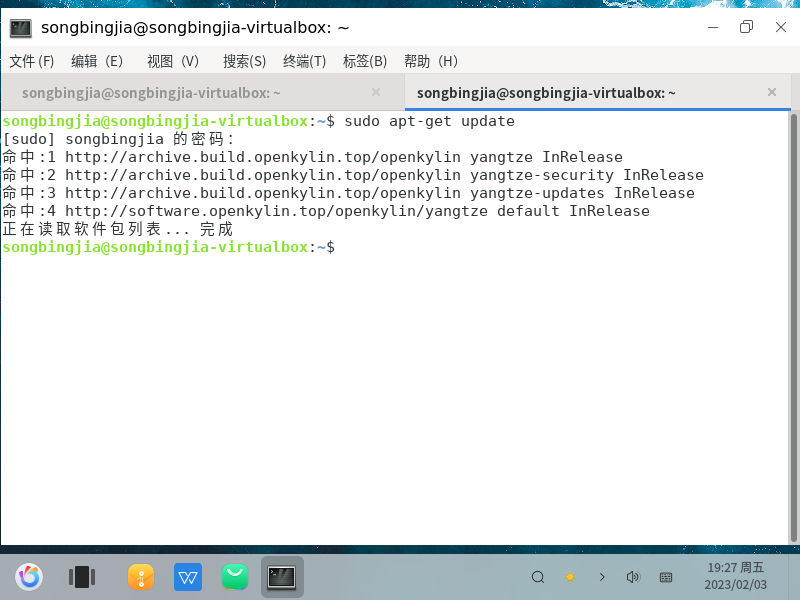 songbingjia@songbingjia-virtualbox: ~
文件 (F) 编辑（E） 视图（V） 搜索(S) 终端(T) 标签(B) 帮助（H）
songbingjia@songbingjia-virtualbox: ~ songbingjia@songbingjia-virtualbox: ~
songbingjia@songbingjia-virtualbox:~$ sudo apt-get update
[sudo] songbingjia 的密码：
命中:1 http://archive.build.openkylin.top/openkylin yangtze InRelease
命中:2 http://archive.build.openkylin.top/openkylin yangtze-security InRelease
命中:3 http://archive.build.openkylin.top/openkylin yangtze-updates InRelease
命中:4 http://software.openkylin.top/openkylin/yangtze default InRelease
正在读取软件包列表... 完成
songbingjia@songbingjia-virtualbox:~$
19:27 周五
2023/02/03